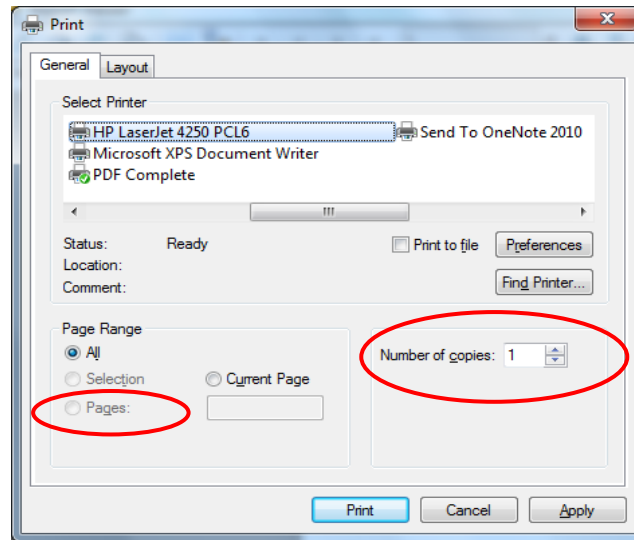 Print
General Layout
Select Printer
HP LaserJet 4250 PCL6 Send To OneNote 2010
Microsoft XPS Document Writer
PDF Complete
Status: Ready Print to file Preferences
Location:
Comment: Find Printer...
Page Range
All
Number of copies: 1
Selection Current Page
Pages:
Print Cancel Apply